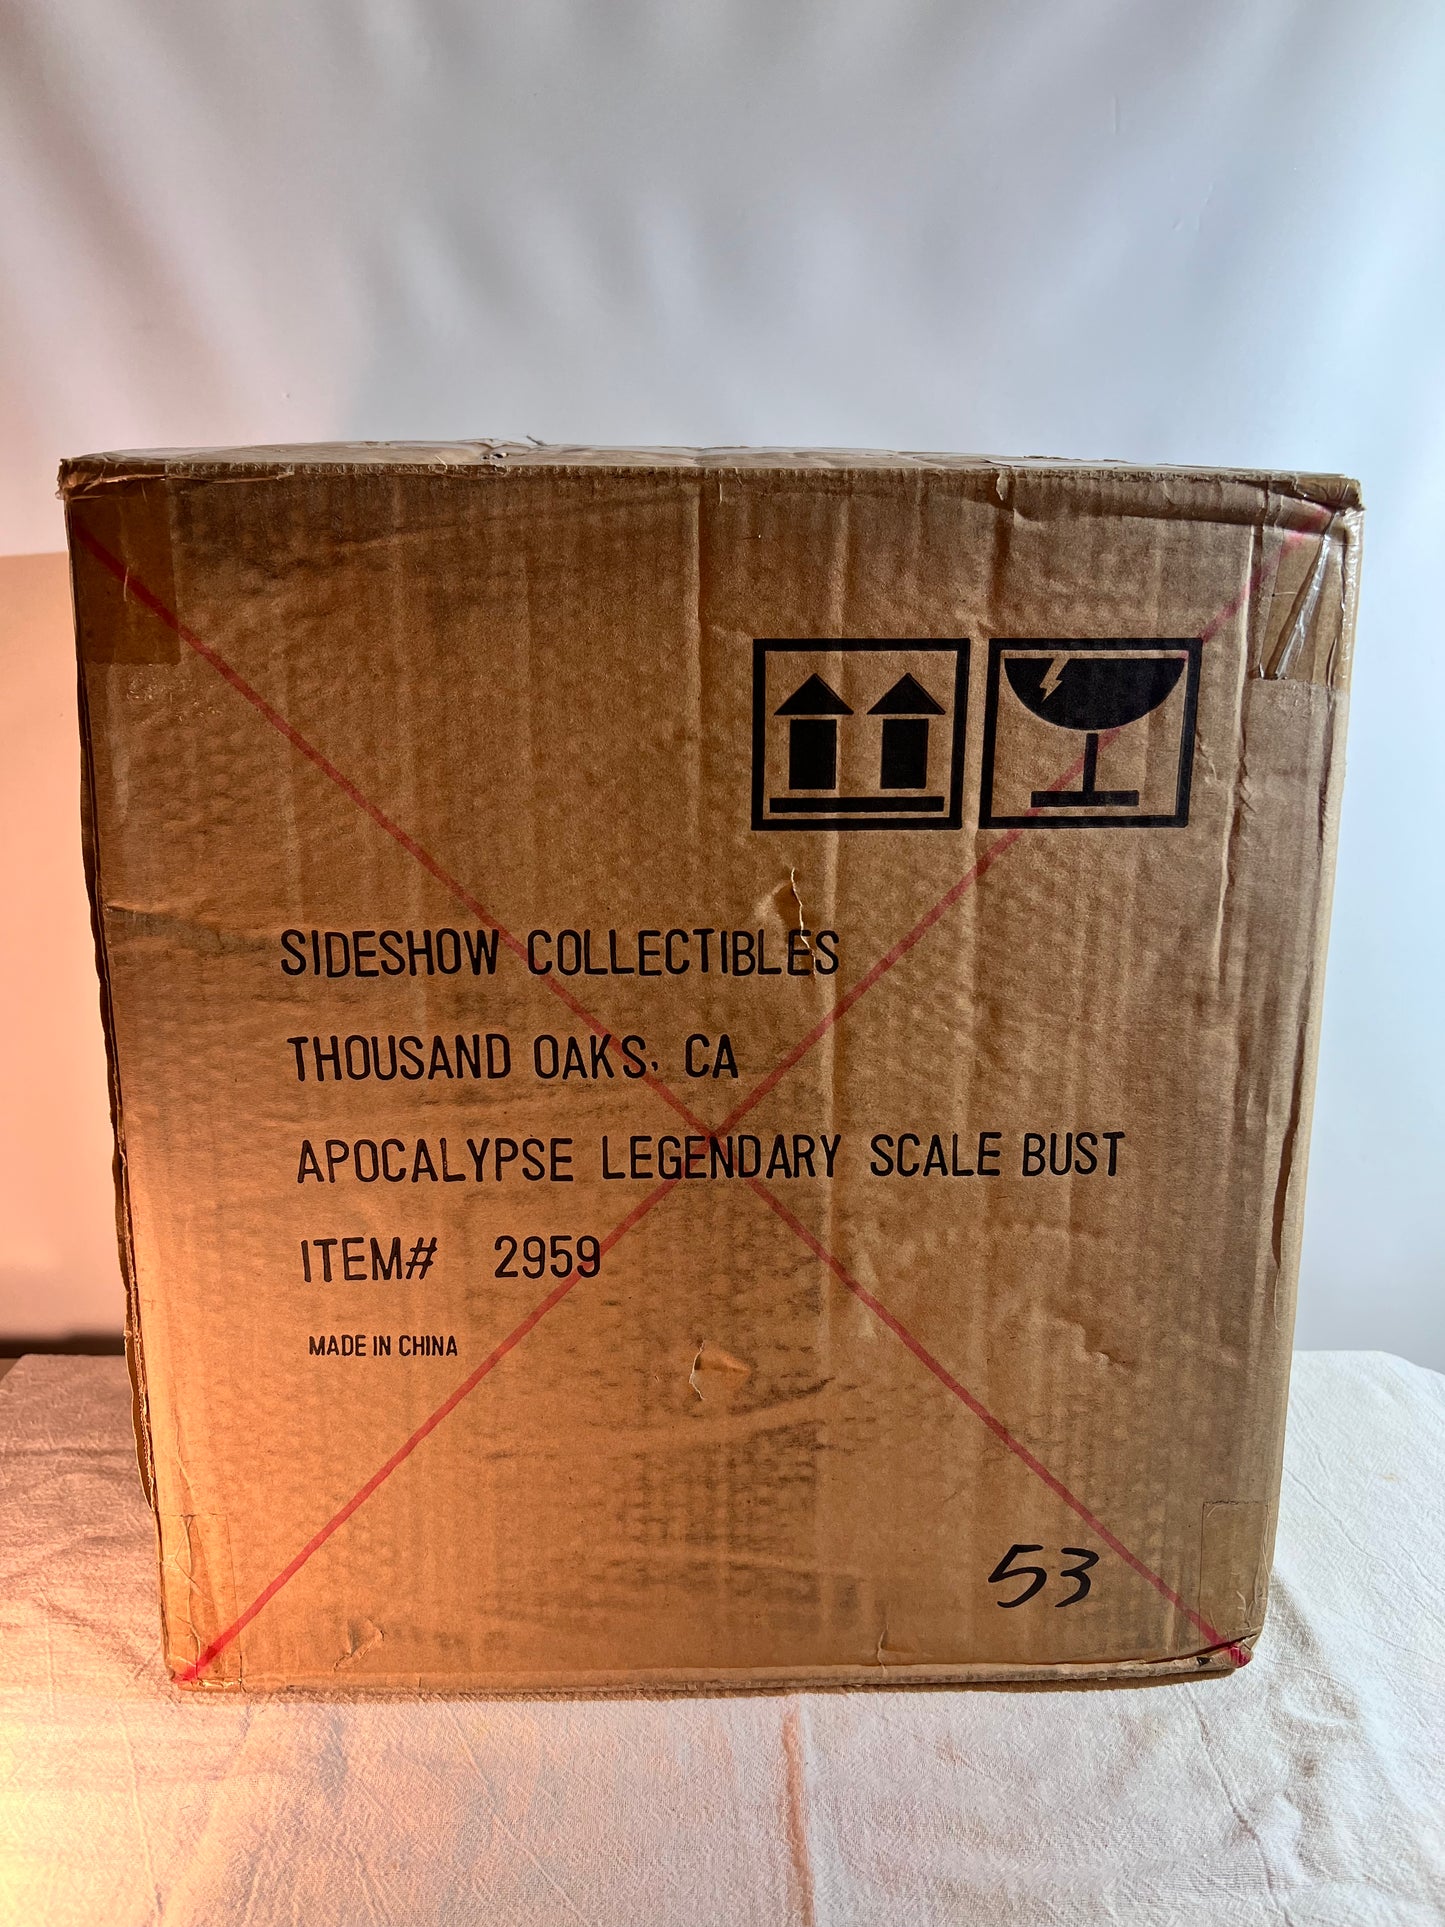 SIDESHOW COLLECTIBLES
THOUSAND OAKS, CA
APOCALYPSE LEGENDARY SCALE BUST
ITEM# 2959
MADE IN CHINA
53